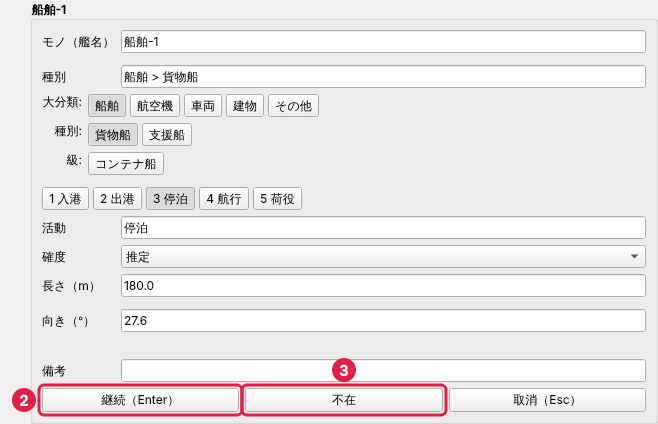 船舶-1
モノ（艦名） 船舶-1
種別 船舶 > 貨物船
大分類: 船舶 航空機 車両 建物 その他
種別: 貨物船 支援船
級: コンテナ船
1 入港 2 出港 3 停泊 4 航行 5 荷役
活動 停泊
確度 推定
長さ（m） 180.0
向き（°） 27.6
備考 3
2 継続（Enter） 不在 取消（Esc）